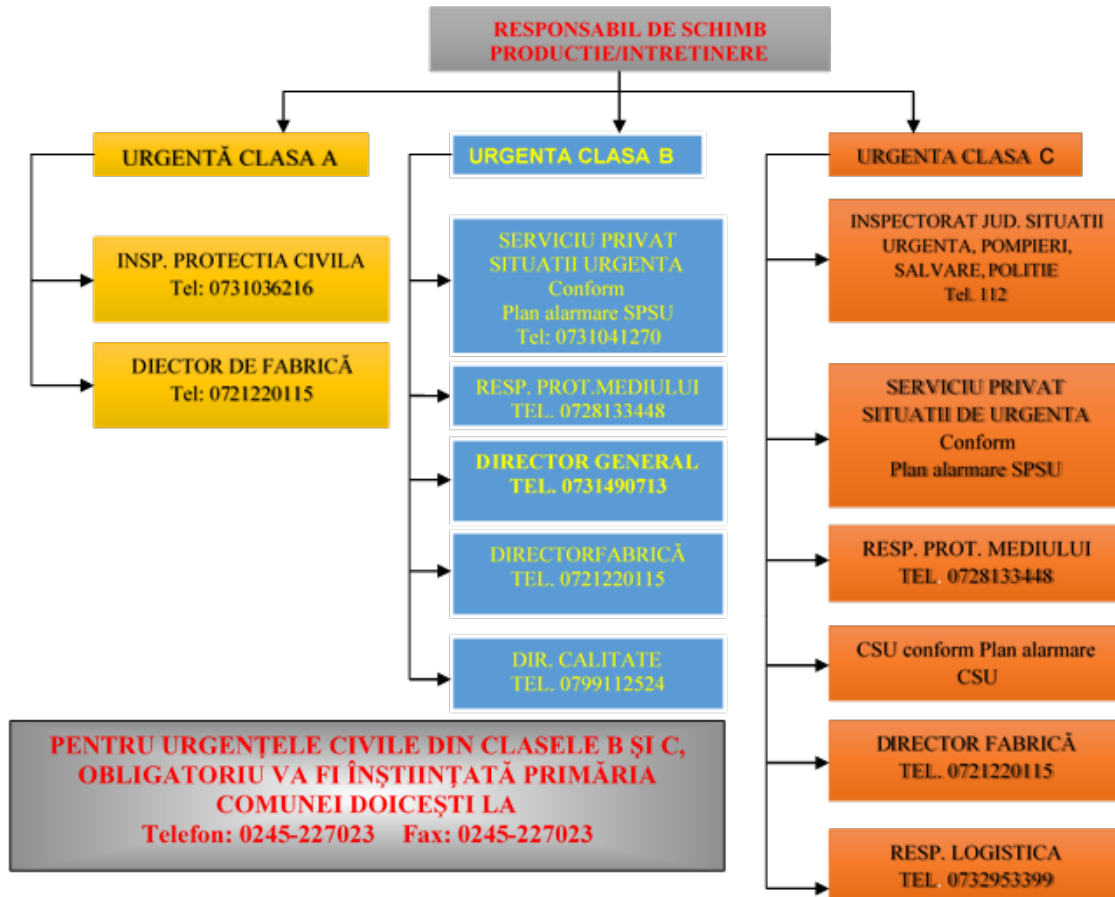 RESPONSABIL DE SCHIMB
PRODUCTIE/INTRETINERE
URGENTĂ CLASA A
INSP. PROTECTIA CIVILA
Tel: 0731036216
DIECTOR DE FABRICĂ
Tel: 0721220115
URGENTA CLASA B
SERVICIU PRIVAT
SITUATII URGENTA
Conform
Plan alarmare SPSU
Tel: 0731041270
RESP. PROT.MEDIULUI
TEL. 0728133448
DIRECTOR GENERAL
TEL. 0731490713
DIRECTORFABRICĂ
TEL. 0721220115
DIR. CALITATE
TEL. 0799112524
URGENTA CLASA C
INSPECTORAT JUD. SITUATII
URGENTA, POMPIERI,
SALVARE, POLITIE
Tel. 112
SERVICIU PRIVAT
SITUATII DE URGENTA
Conform
Plan alarmare SPSU
RESP. PROT. MEDIULUI
TEL. 0728133448
CSU conform Plan alarmare
CSU
DIRECTOR FABRICĂ
TEL. 0721220115
RESP. LOGISTICA
TEL. 0732953399
PENTRU URGENȚELE CIVILE DIN CLASELE B ȘI C,
OBLIGATORIU VA FI ÎNȘTIINȚATĂ PRIMĂRIA
COMUNEI DOICEȘTI LA
Telefon: 0245-227023 Fax: 0245-227023